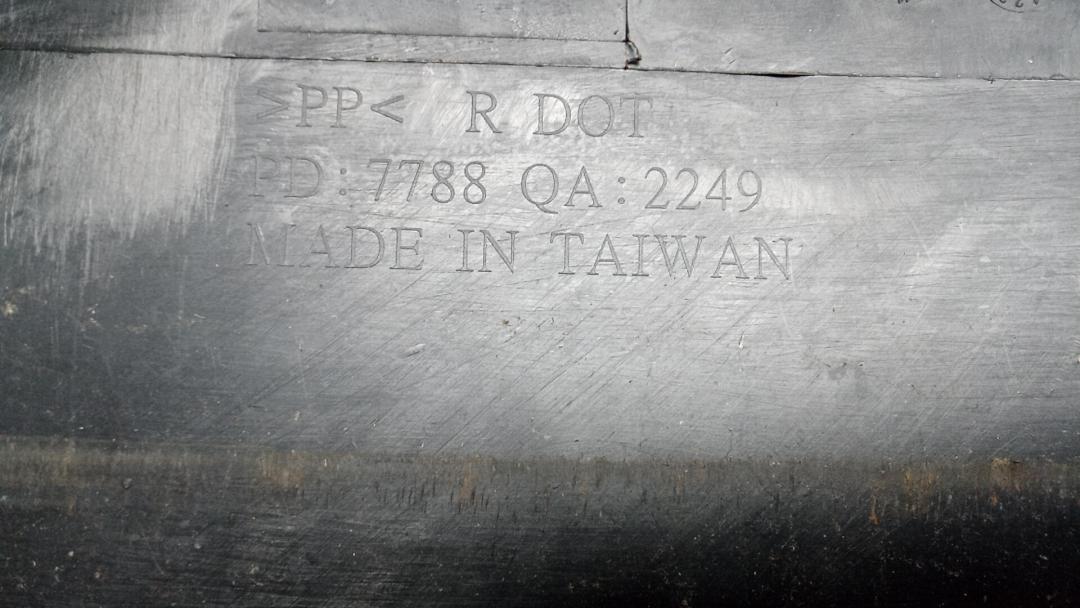 >PP< R DOT
PD: 7788 QA: 2249
MADE IN TAIWAN